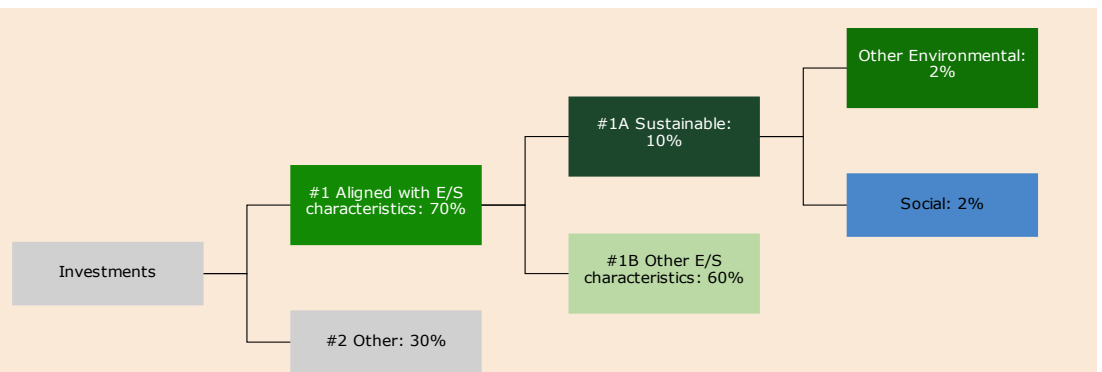 Other Environmental:
2%
#1A Sustainable:
10%
#1 Aligned with E/S
characteristics: 70%
Social: 2%
Investments
#1B Other E/S
characteristics: 60%
#2 Other: 30%